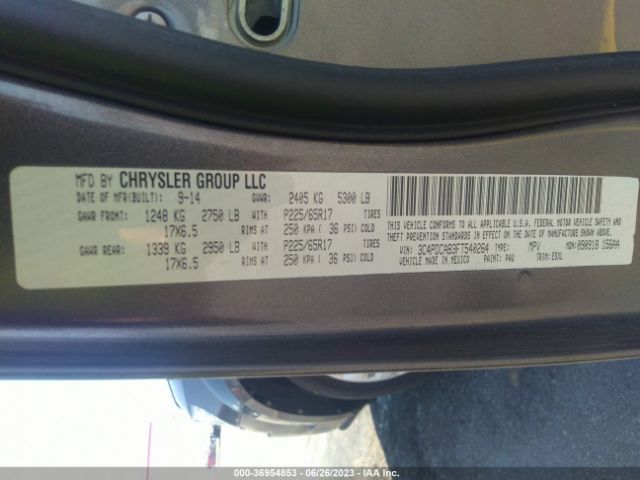 MFD BY CHRYSLER GROUP LLC
DATE OF MFR(BUILT): 9-14 GVWR: 2405 KG 5300 LB
GAWR FRONT: 1248 KG 2750 LB WITH P225/65R17 TIRES
17X6.5 RIMS AT 250 KPA ( 36 PSI) COLD
GAWR REAR: 1339 KG 2950 LB WITH P225/65R17 TIRES
17X6.5 RIMS AT 250 KPA ( 36 PSI) COLD
THIS VEHICLE CONFORMS TO ALL APPLICABLE U.S.FEDERAL MOTOR VEHICLE SAFETY AND
THEFT PREVENTION STANDARDS IN EFFECT ON THE DATE OF MANUFACTURE SHOWN ABOVE.
VIN: 3C4PDCAB3FT540264 TYPE: MPV MDH: 090918 156AA
VEHICLE MADE IN MEXICO PAINT: PAU TRIM: E5XL
000-36954853 - 06/26/2023 - IAA Inc.